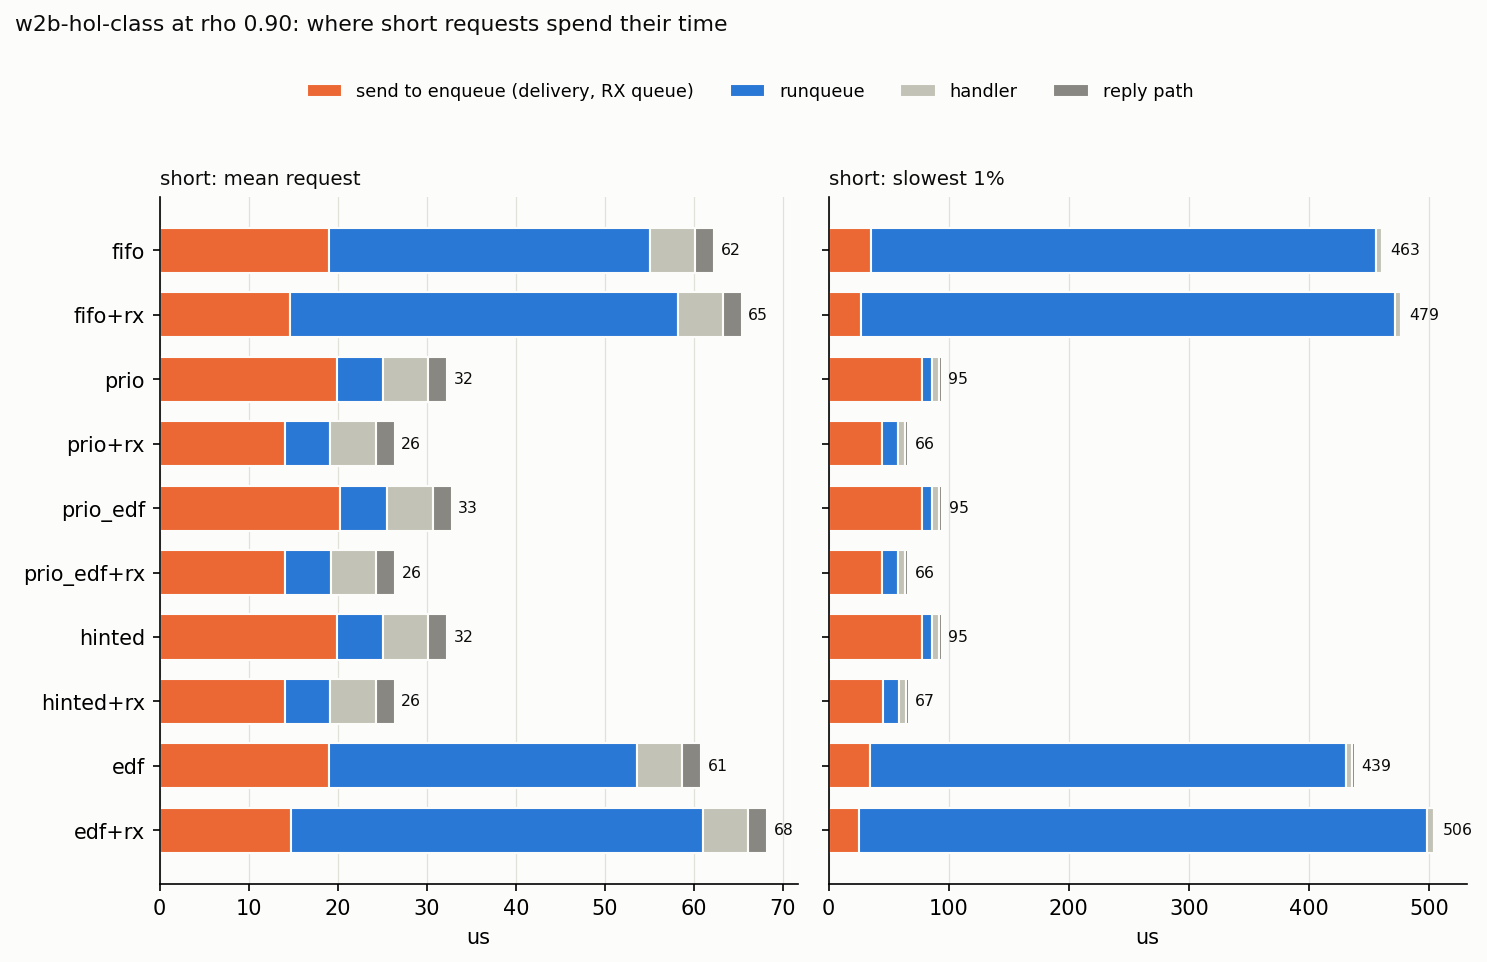 w2b-hol-class at rho 0.90: where short requests spend their time
send to enqueue (delivery, RX queue) runqueue handler reply path
short: mean request
fifo 62
fifo+rx 65
prio 32
prio+rx 26
prio_edf 33
prio_edf+rx 26
hinted 32
hinted+rx 26
edf 61
edf+rx 68
0 10 20 30 40 50 60 70
us
short: slowest 1%
463
479
95
66
95
66
95
67
439
506
0 100 200 300 400 500
us